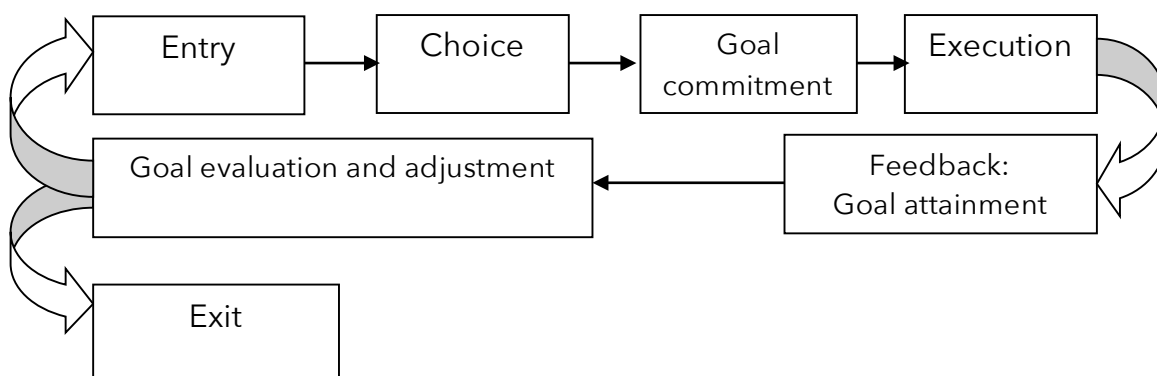 Entry
Choice
Goal
commitment
Execution
Goal evaluation and adjustment
Feedback:
Goal attainment
Exit